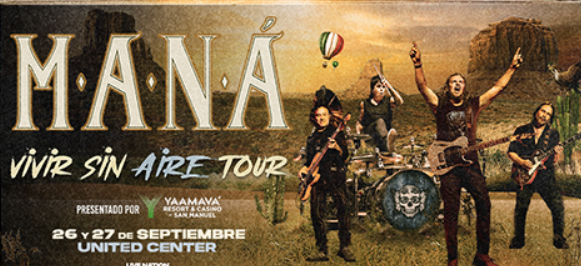 M·A·N·Á
VIVIR SIN AIRE TOUR
PRESENTADO POR
YAAMAVA'
RESORT & CASINO
SAN MANUEL
26 Y 27 DE SEPTIEMBRE
UNITED CENTER
LIVE NATION